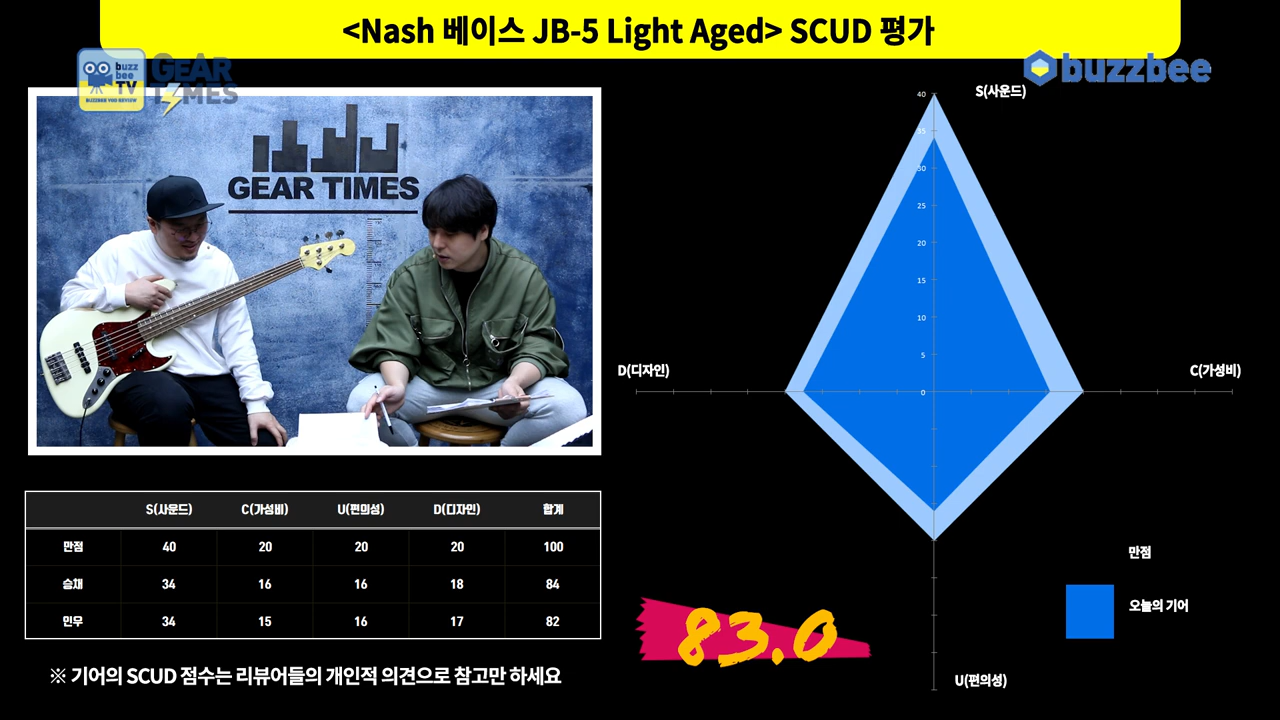 <Nash 베이스 JB-5 Light Aged> SCUD 평가
buzz
bee
TV
BUZZBEE YOU REVIEW
GEAR
TIMES
buzzbee
GEAR TIMES
S(사운드)
40
35
30
25
20
15
10
5
0
D(디자인)
C(가성비)
U(편의성)
만점
오늘의 기어
S(사운드) C(가성비) U(편의성) D(디자인) 합계
만점 40 20 20 20 100
승채 34 16 16 18 84
민우 34 15 16 17 82
83.0
※ 기어의 SCUD 점수는 리뷰어들의 개인적 의견으로 참고만 하세요